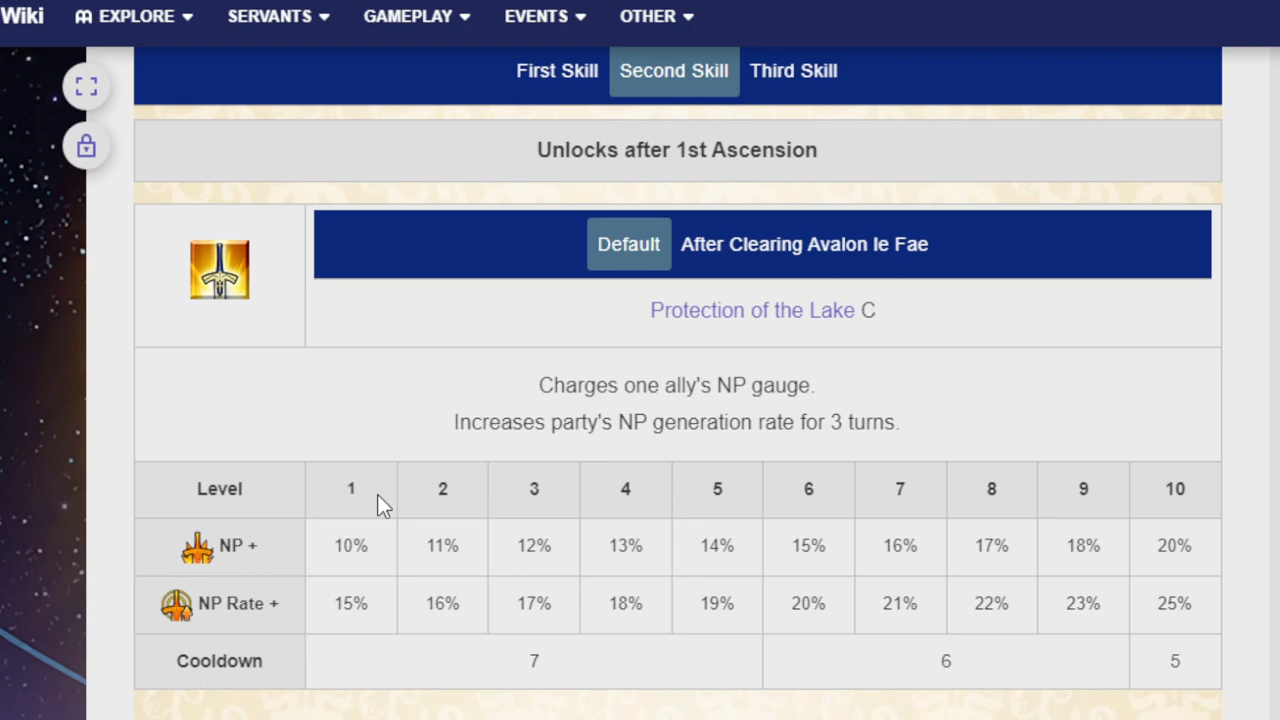 Wiki EXPLORE SERVANTS GAMEPLAY EVENTS OTHER
First Skill Second Skill Third Skill
Unlocks after 1st Ascension
Default After Clearing Avalon le Fae
Protection of the Lake C
Charges one ally's NP gauge.
Increases party's NP generation rate for 3 turns.
Level 1 2 3 4 5 6 7 8 9 10
NP + 10% 11% 12% 13% 14% 15% 16% 17% 18% 20%
NP Rate + 15% 16% 17% 18% 19% 20% 21% 22% 23% 25%
Cooldown 7 6 5